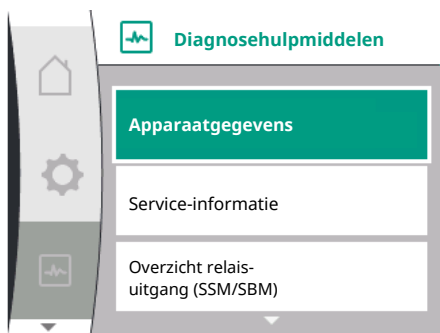 Diagnosehulpmiddelen
Apparaatgegevens
Service-informatie
Overzicht relais-
uitgang (SSM/SBM)